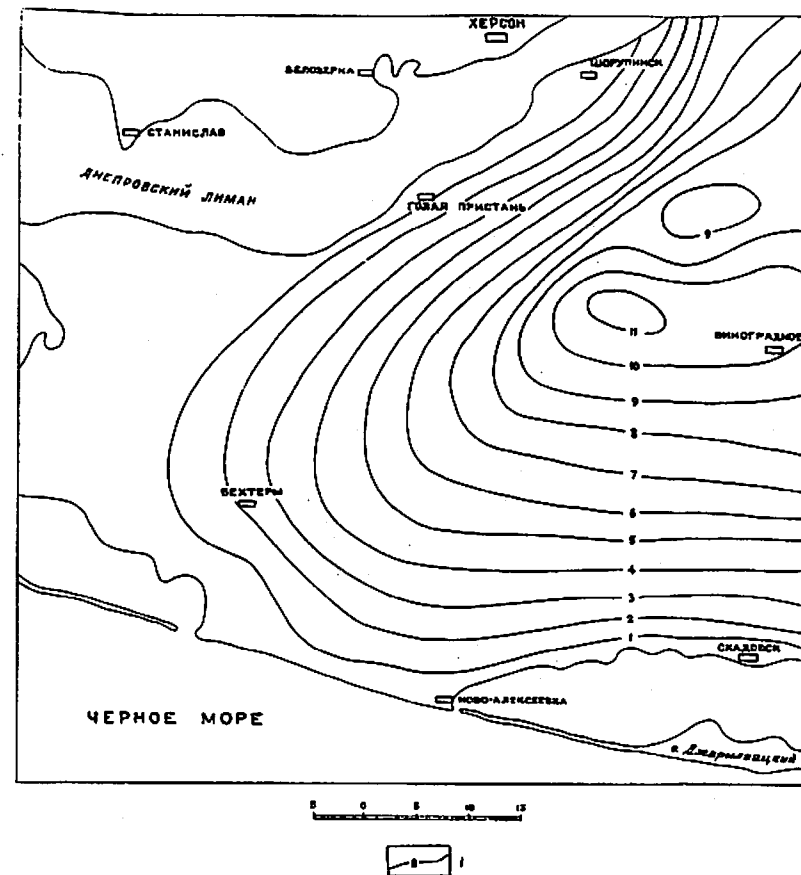 ХЕРСОН
БЕЛОЗЕРКА
ЦЮРУПИНСК
СТАНИСЛАВ
ДНЕПРОВСКИЙ ЛИМАН
ГОЛАЯ ПРИСТАНЬ
9
11
ВИНОГРАДНОЕ
10
9
8
7
БЕХТЕРЫ
6
5
4
3
2
1
СКАДОВСК
НОВО-АЛЕКСЕЕВКА
ЧЕРНОЕ МОРЕ
о. Джарылгацкий
5 0 5 10 15
8 1